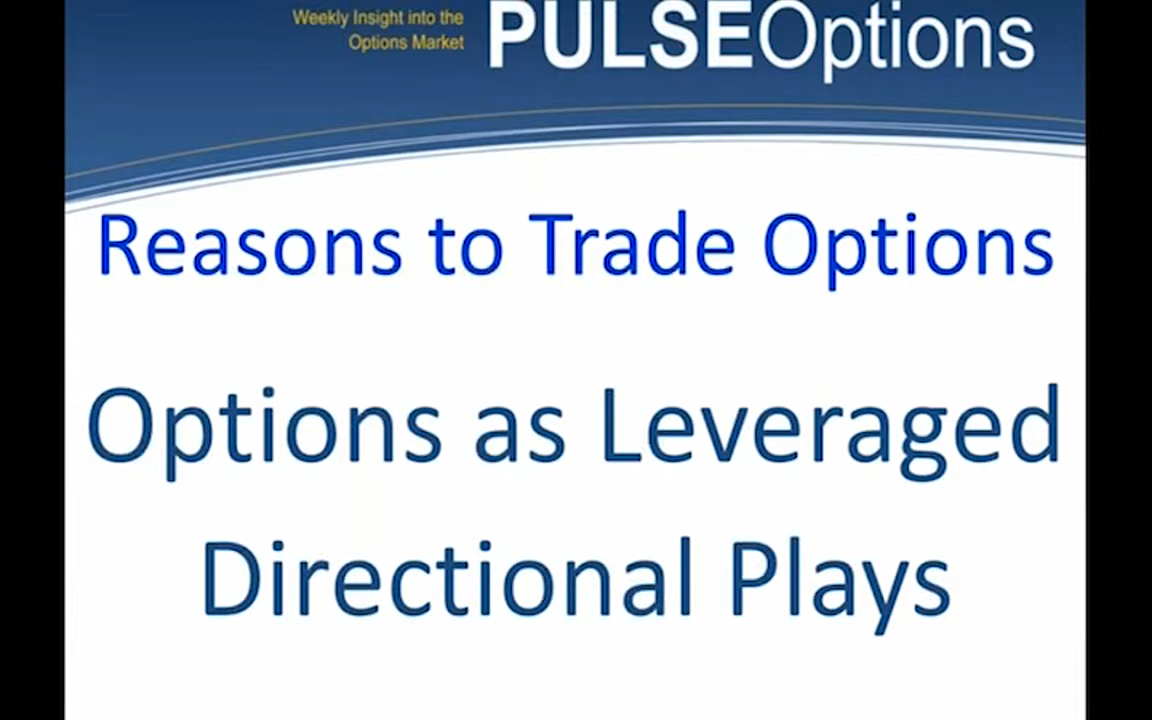 Weekly Insight into the
Options Market
PULSEOptions
Reasons to Trade Options
Options as Leveraged
Directional Plays